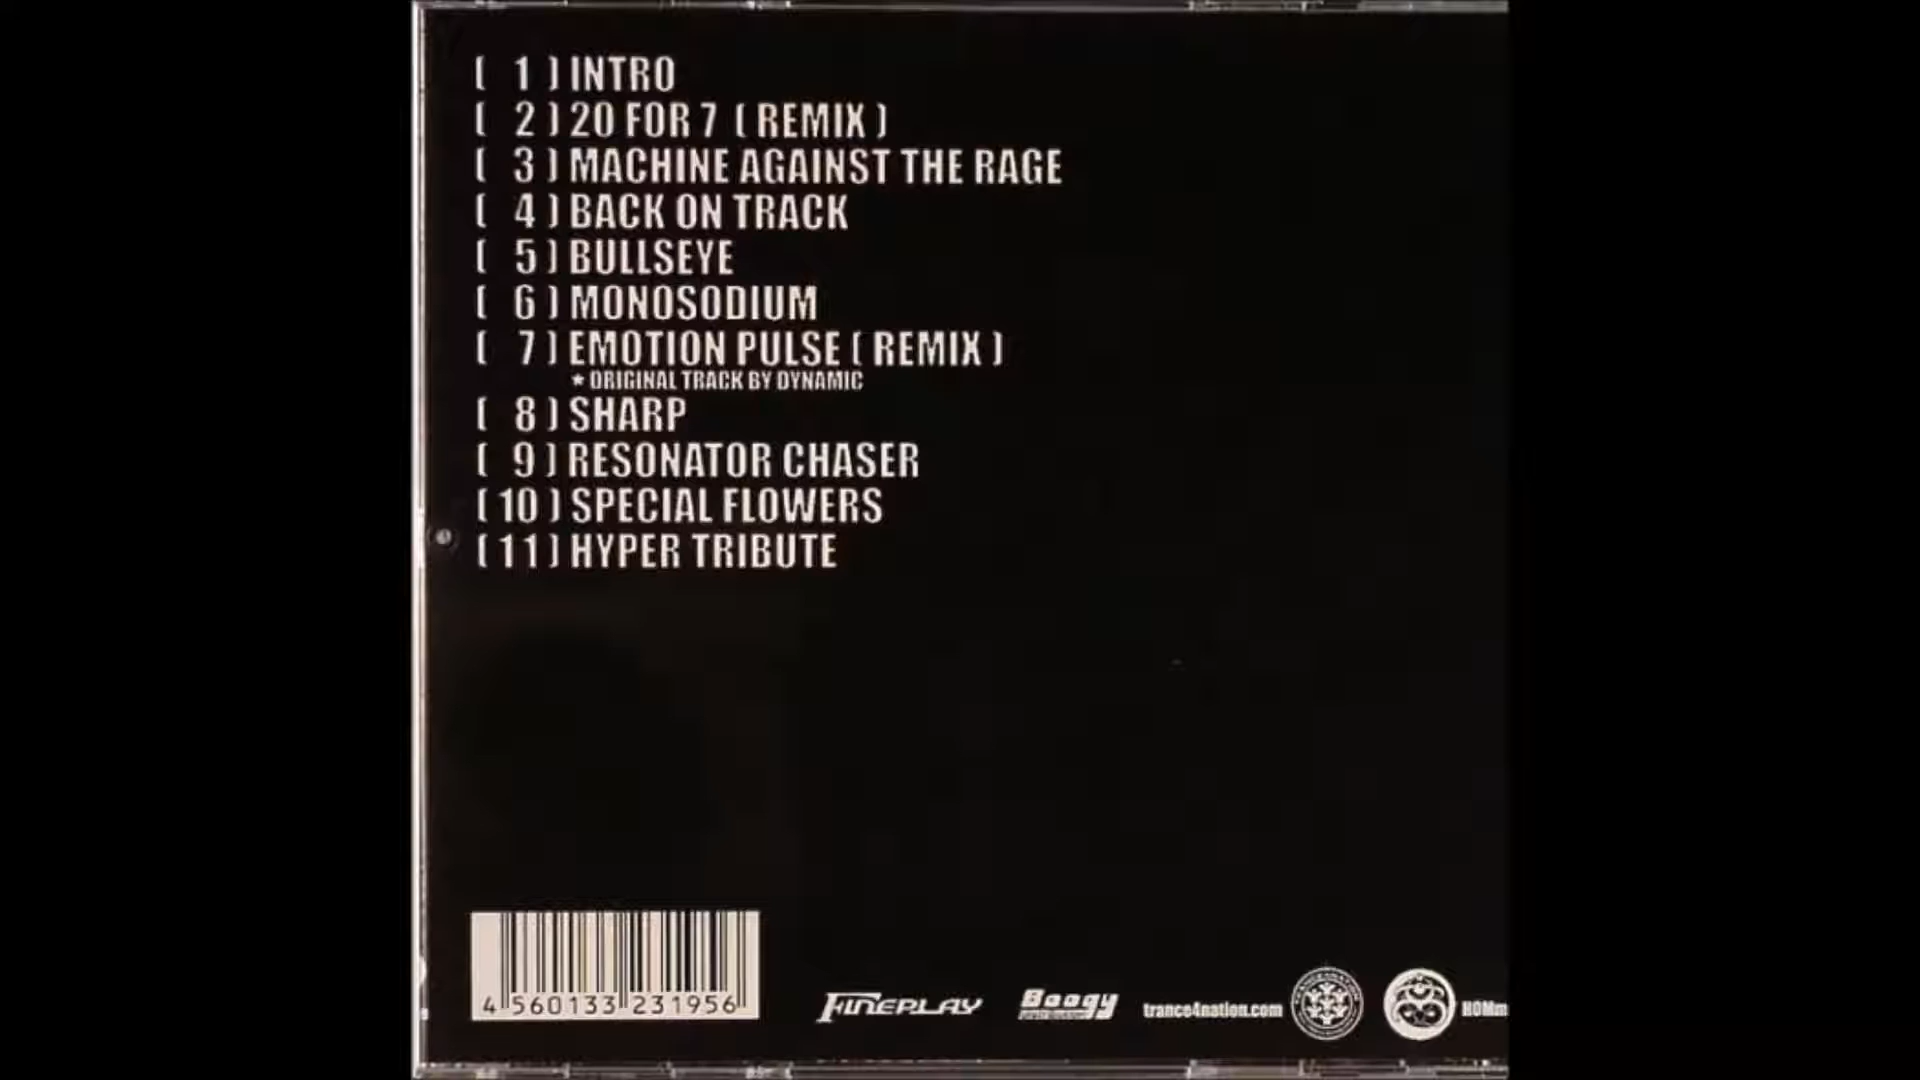 [ 1 ] INTRO
[ 2 ] 20 FOR 7 [ REMIX ]
[ 3 ] MACHINE AGAINST THE RAGE
[ 4 ] BACK ON TRACK
[ 5 ] BULLSEYE
[ 6 ] MONOSODIUM
[ 7 ] EMOTION PULSE [ REMIX ]
* ORIGINAL TRACK BY DYNAMIC
[ 8 ] SHARP
[ 9 ] RESONATOR CHASER
[ 10 ] SPECIAL FLOWERS
[ 11 ] HYPER TRIBUTE
4 560133 231956
FINEPLAY
Boogy
trance4nation.com
HOMm